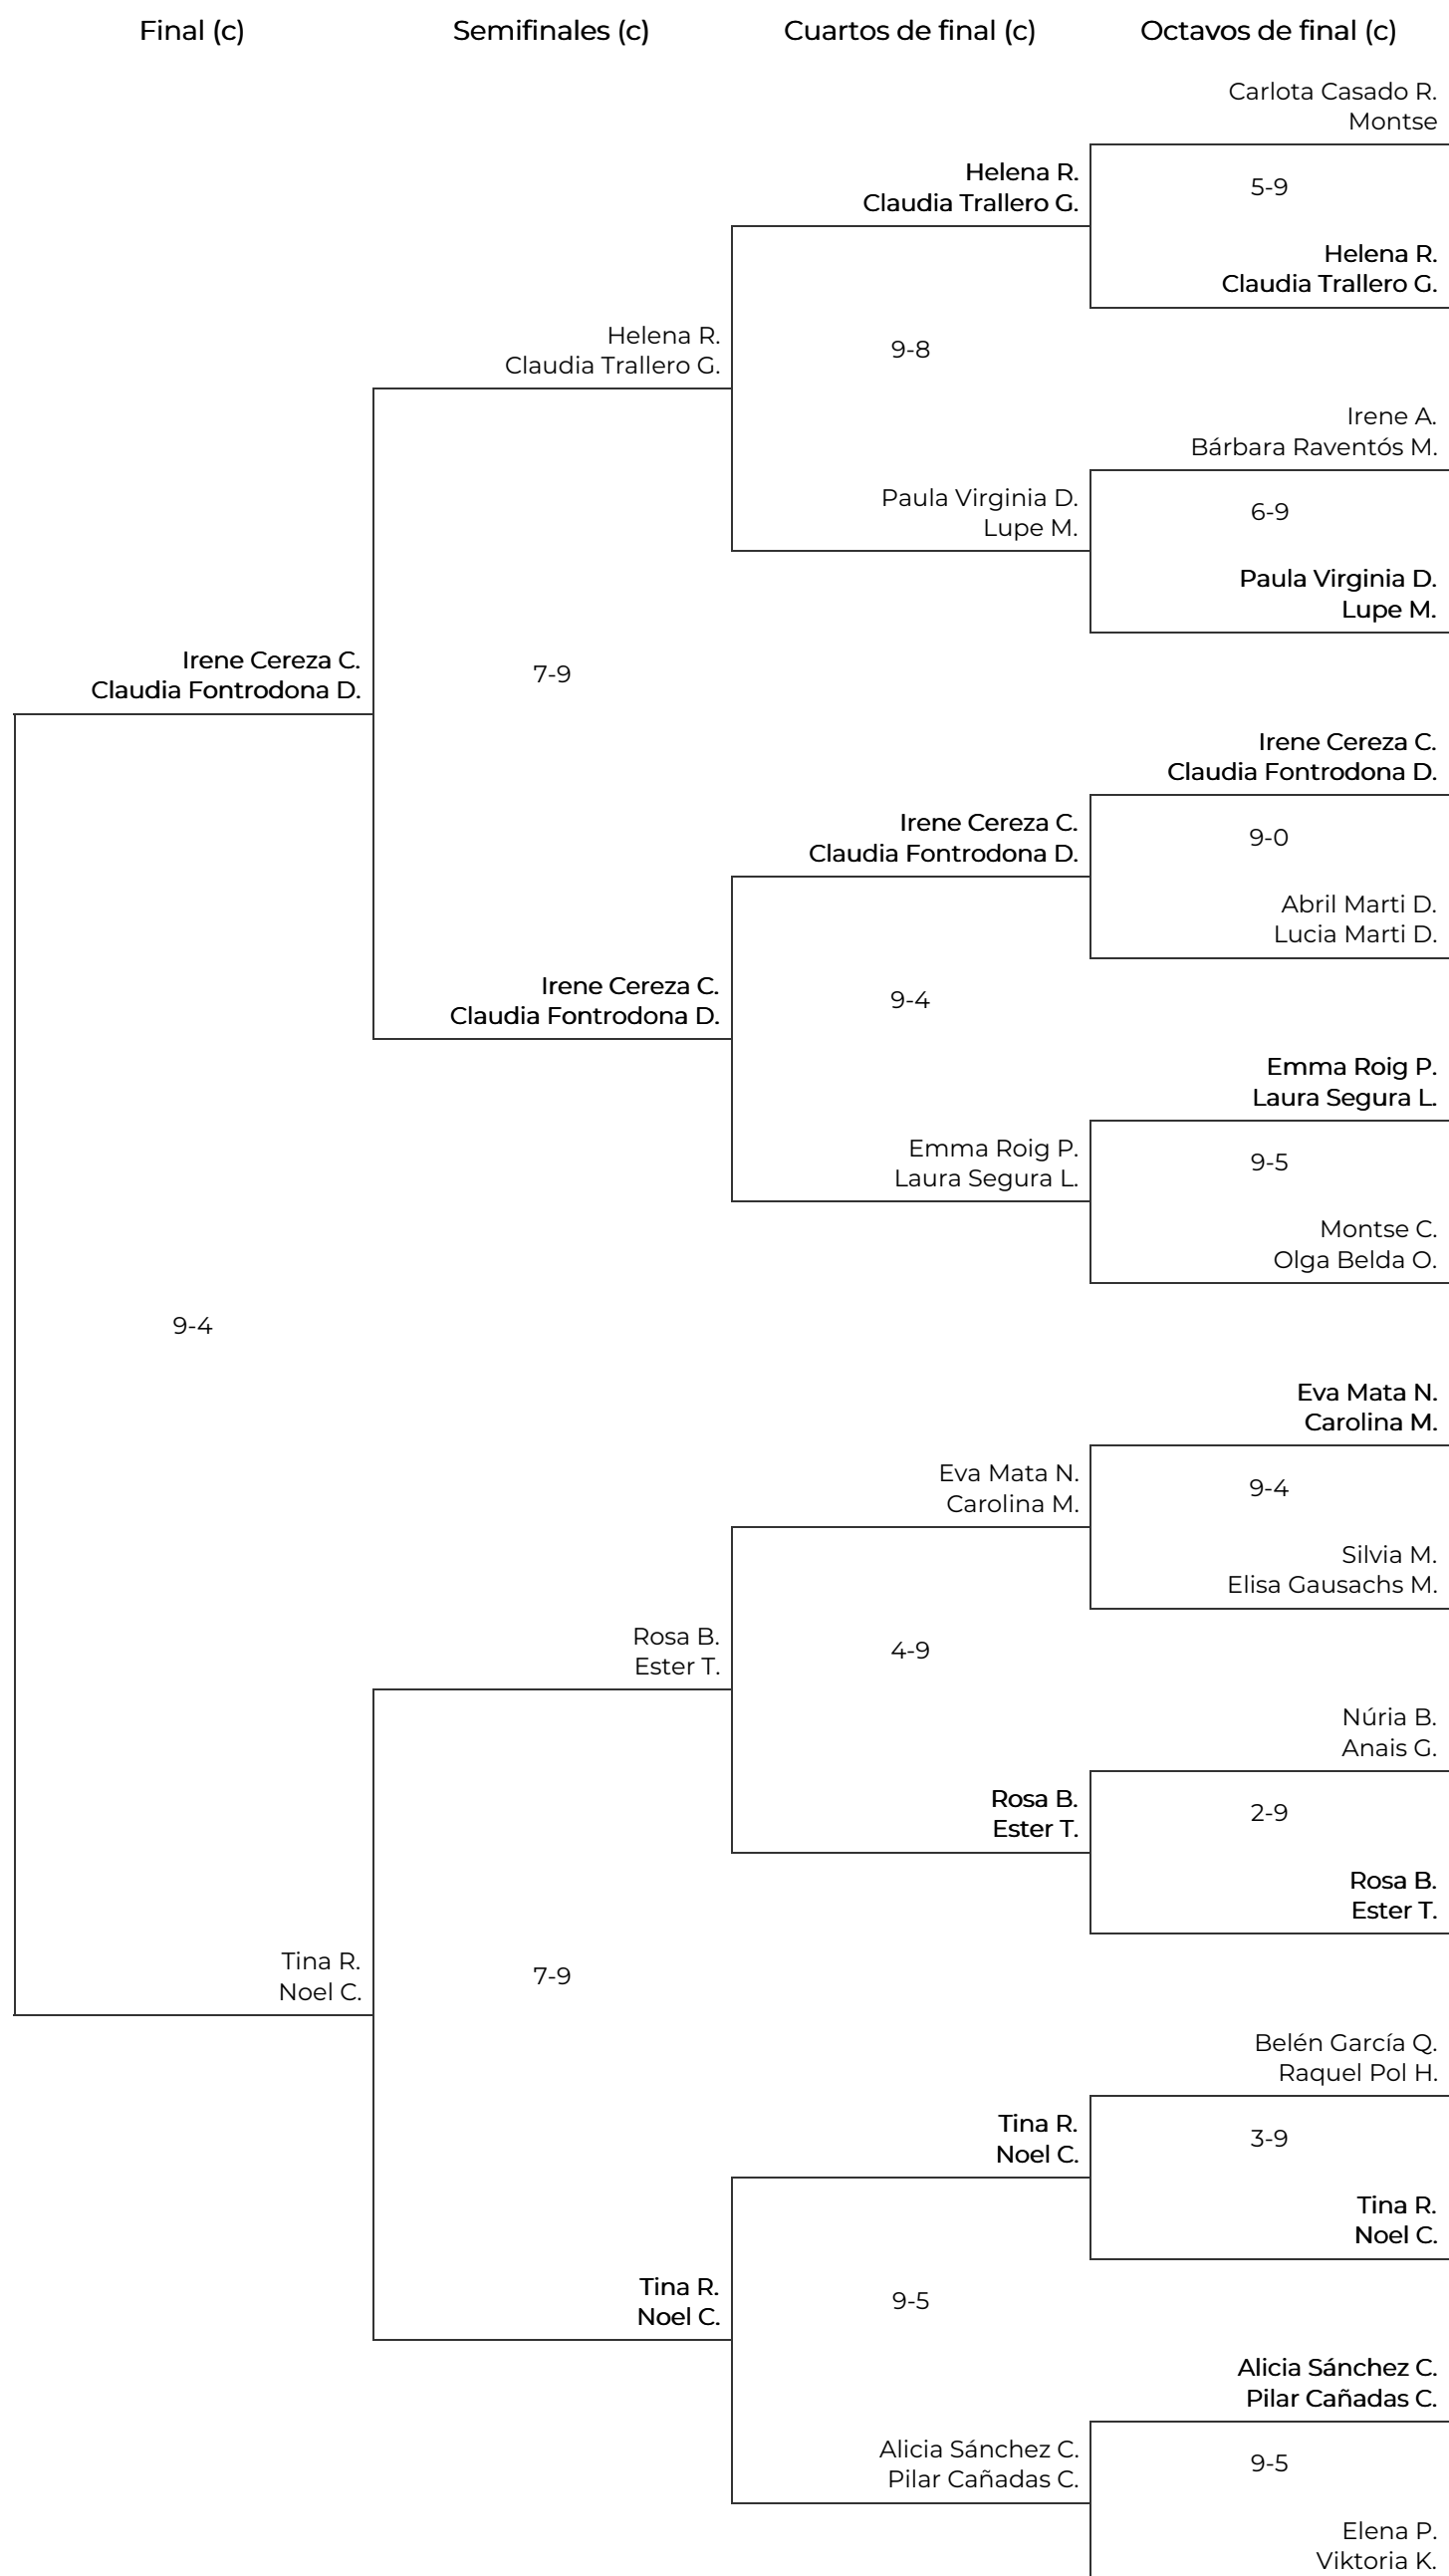 Final (c)
Semifinales (c)
Cuartos de final (c)
Octavos de final (c)
Carlota Casado R.
Montse
Helena R.
Claudia Trallero G.
5-9
Helena R.
Claudia Trallero G.
Helena R.
Claudia Trallero G.
9-8
Irene A.
Bárbara Raventós M.
Paula Virginia D.
Lupe M.
6-9
Paula Virginia D.
Lupe M.
Irene Cereza C.
Claudia Fontrodona D.
7-9
Irene Cereza C.
Claudia Fontrodona D.
Irene Cereza C.
Claudia Fontrodona D.
9-0
Abril Marti D.
Lucia Marti D.
Irene Cereza C.
Claudia Fontrodona D.
9-4
Emma Roig P.
Laura Segura L.
Emma Roig P.
Laura Segura L.
9-5
Montse C.
Olga Belda O.
9-4
Eva Mata N.
Carolina M.
Eva Mata N.
Carolina M.
9-4
Silvia M.
Elisa Gausachs M.
Rosa B.
Ester T.
4-9
Núria B.
Anais G.
Rosa B.
Ester T.
2-9
Rosa B.
Ester T.
Tina R.
Noel C.
7-9
Belén García Q.
Raquel Pol H.
Tina R.
Noel C.
3-9
Tina R.
Noel C.
Tina R.
Noel C.
9-5
Alicia Sánchez C.
Pilar Cañadas C.
Alicia Sánchez C.
Pilar Cañadas C.
9-5
Elena P.
Viktoria K.